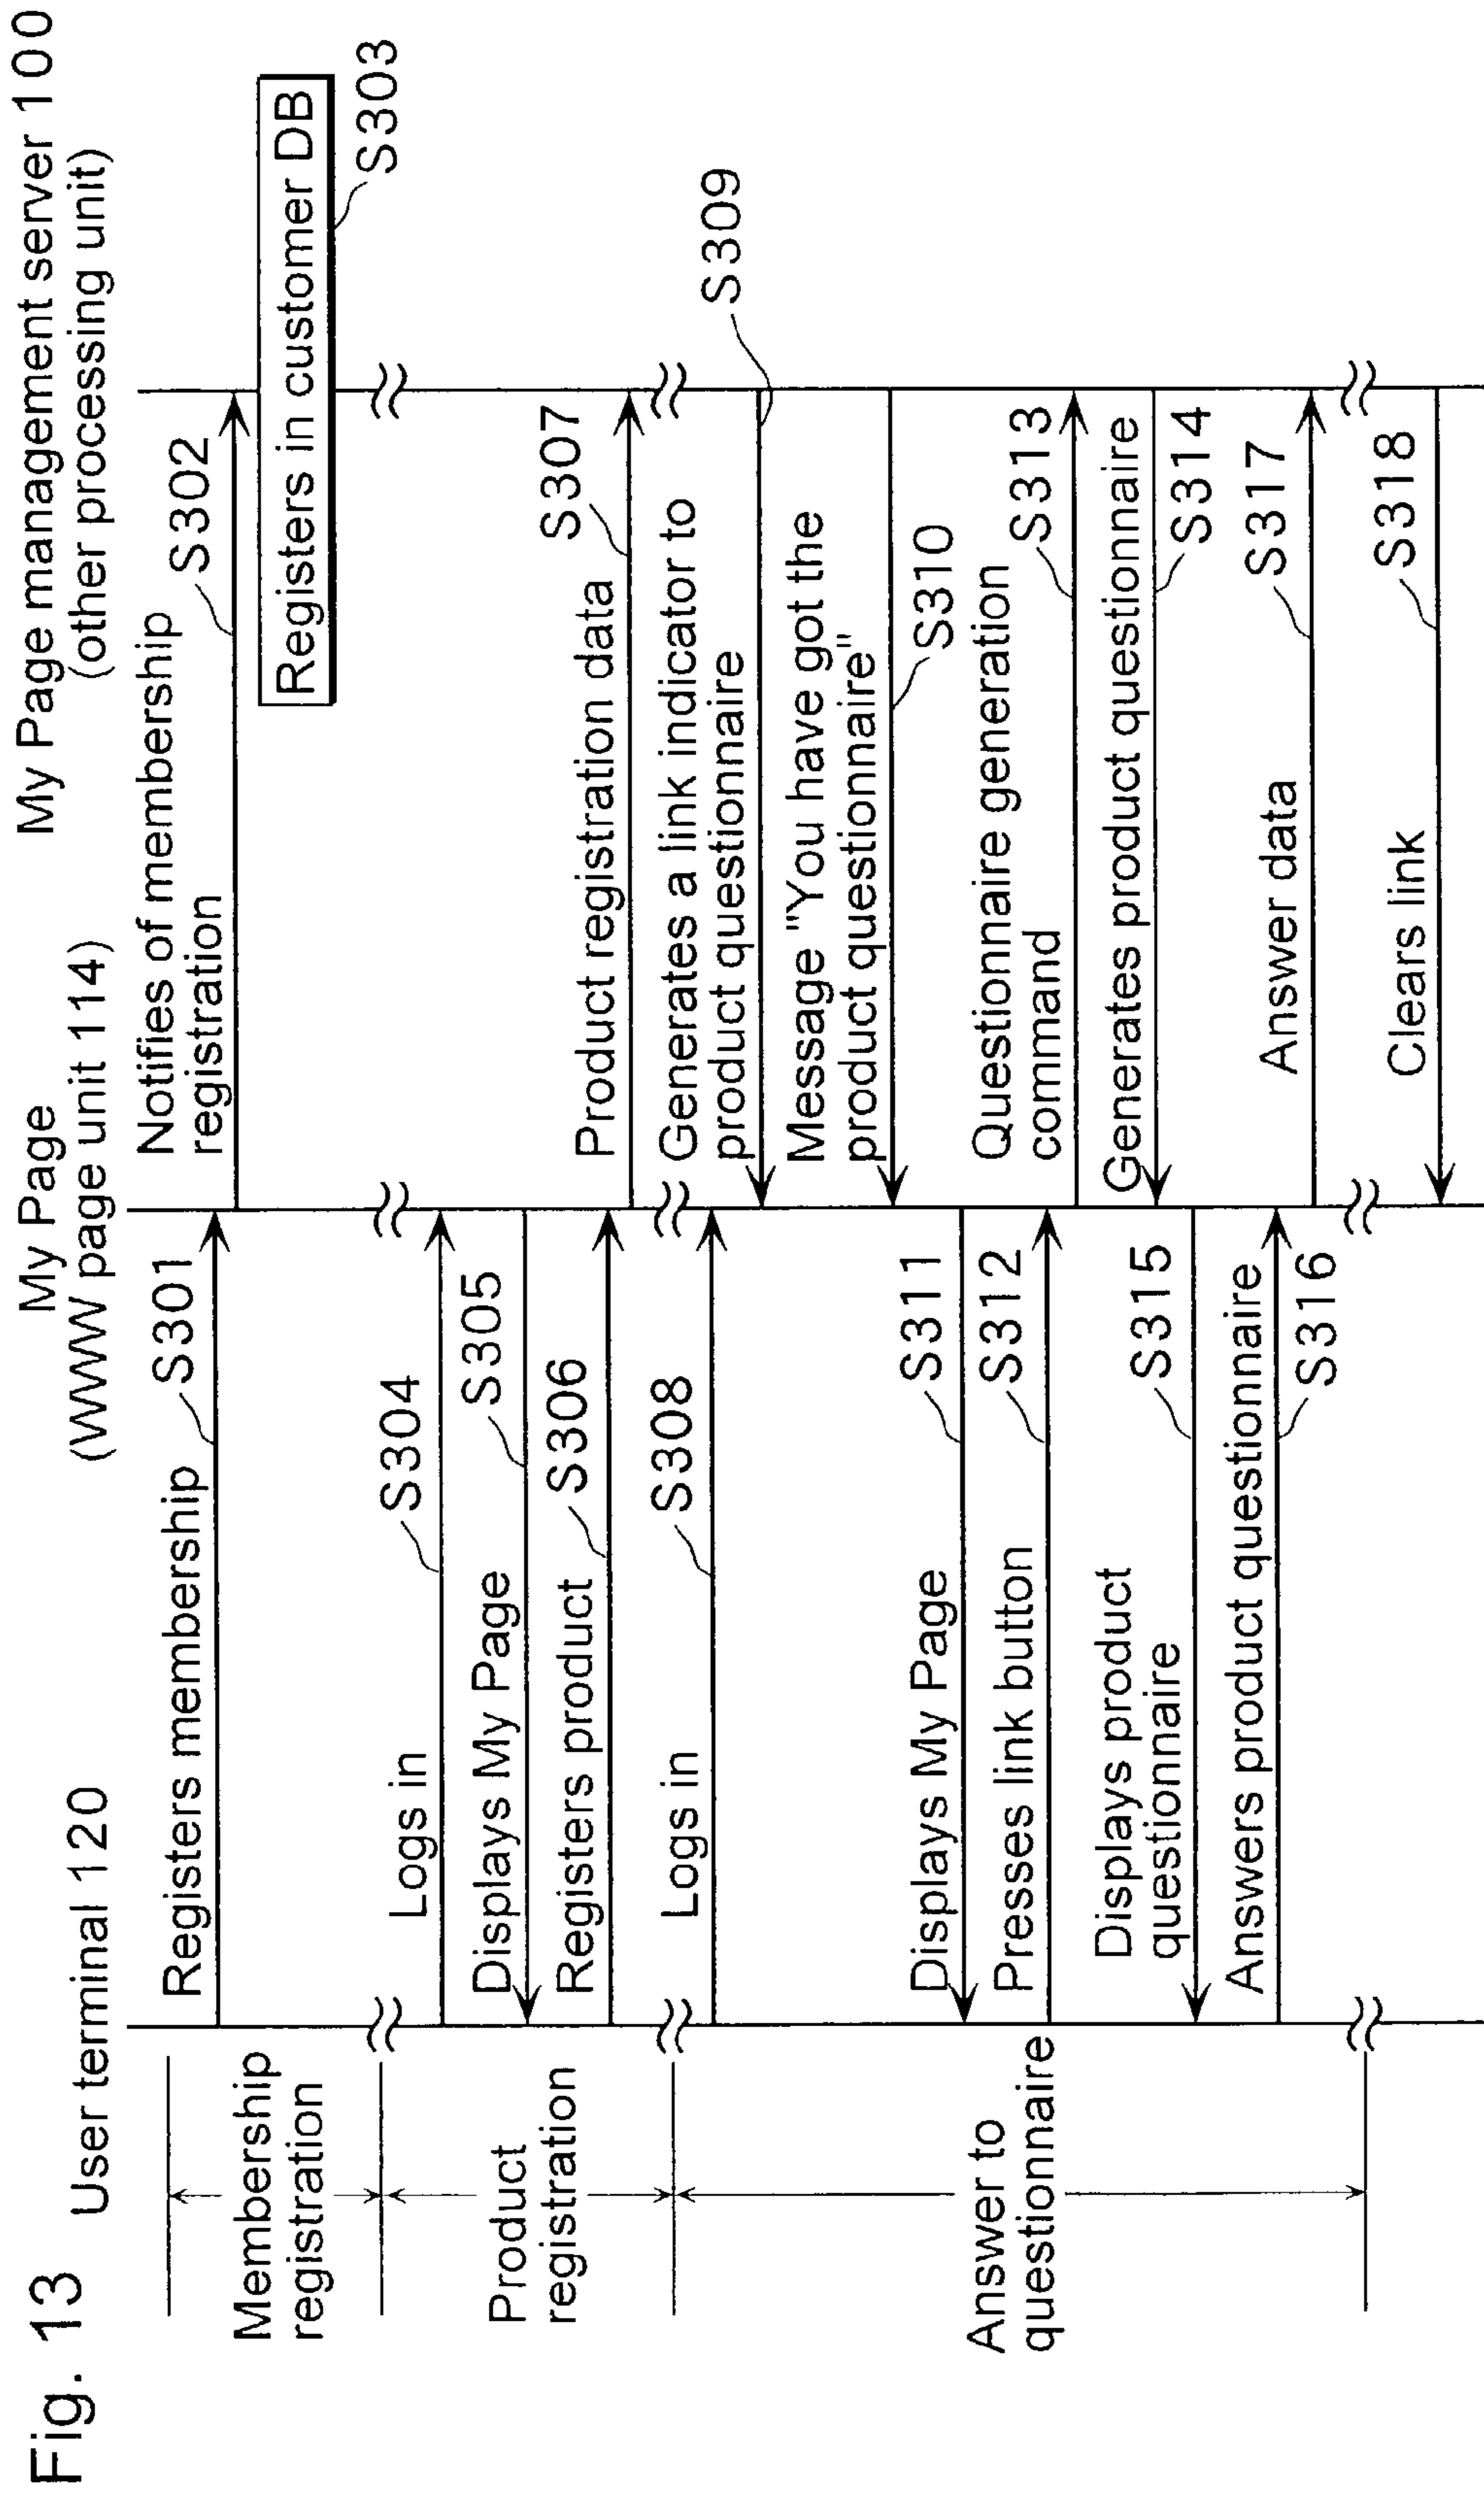 Fig. 13
User terminal 120
My Page
(WWW page unit 114)
My Page management server 100
(other processing unit)
Membership
registration
Registers membership
S301
Notifies of membership
registration
S302
Registers in customer DB
S303
Product
registration
Logs in
S304
Displays My Page
S305
Registers product
S306
Product registration data
S307
Answer to
questionnaire
Logs in
S308
Generates a link indicator to
product questionnaire
S309
Message "You have got the
product questionnaire"
S310
Displays My Page
S311
Presses link button
S312
Questionnaire generation
command
S313
Generates product questionnaire
S314
Displays product
questionnaire
S315
Answers product questionnaire
S316
Answer data
S317
Clears link
S318